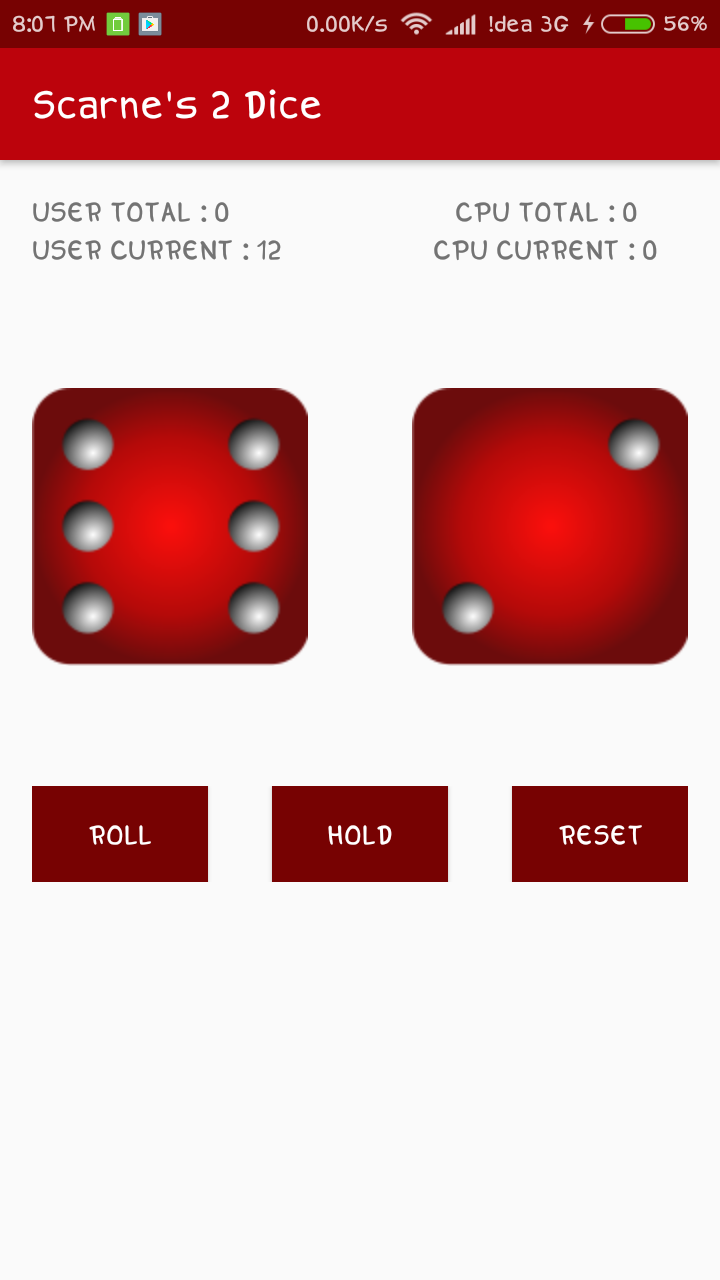 8:07 PM 0.00K/s !dea 3G 56%
Scarne's 2 Dice
USER TOTAL : 0 CPU TOTAL : 0
USER CURRENT : 12 CPU CURRENT : 0
ROLL HOLD RESET